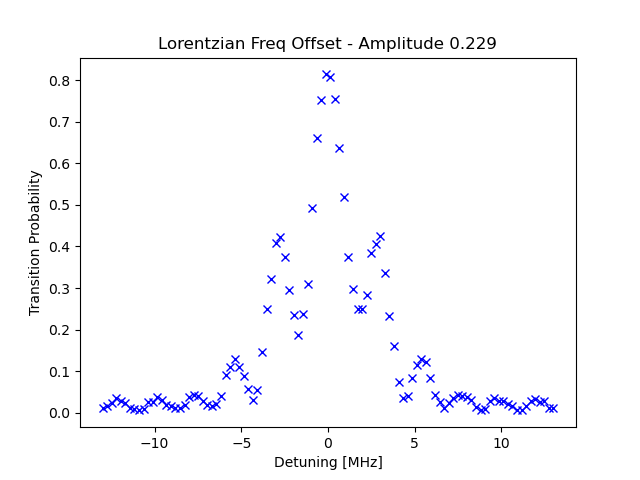 Lorentzian Freq Offset - Amplitude 0.229
Transition Probability
0.8
0.7
0.6
0.5
0.4
0.3
0.2
0.1
0.0
−10 −5 0 5 10
Detuning [MHz]